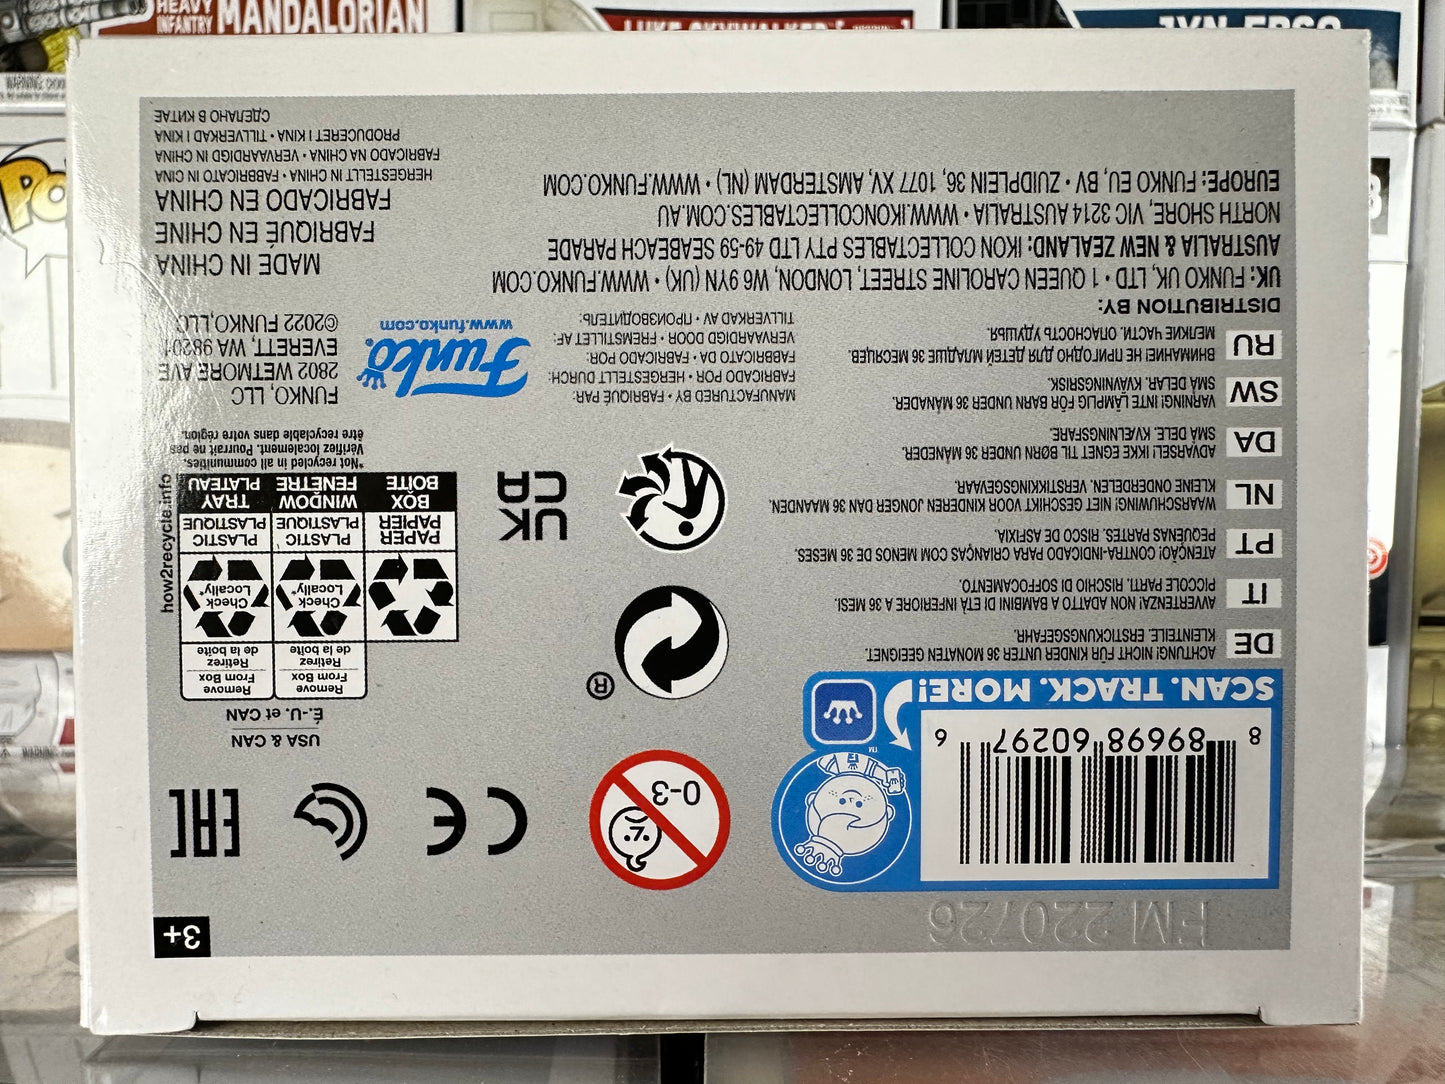 HEAVY
INFANTRY MANDALORIAN
FM 220726
8 89698 60297 6
SCAN. TRACK. MORE!
TM
0-3
CE
EAC
3+
DE
ACHTUNG! NICHT FÜR KINDER UNTER 36 MONATEN GEEIGNET.
KLEINTEILE. ERSTICKUNGSGEFAHR.
IT
AVVERTENZA! NON ADATTO A BAMBINI DI ETÀ INFERIORE A 36 MESI.
PICCOLE PARTI. RISCHIO DI SOFFOCAMENTO.
PT
ATENÇÃO! CONTRA-INDICADO PARA CRIANÇAS COM MENOS DE 36 MESES.
PEQUENAS PARTES. RISCO DE ASFIXIA
NL
WAARSCHUWING! NIET GESCHIKT VOOR KINDEREN JONGER DAN 36 MAANDEN.
KLEINE ONDERDELEN. VERSTIKKINGSGEVAAR.
DA
ADVARSEL! IKKE EGNET TIL BØRN UNDER 36 MÅNEDER.
SMÅ DELE. KVÆLNINGSFARE.
SW
VARNING! INTE LÄMPLIG FÖR BARN UNDER 36 MÅNADER.
SMÅ DELAR. KVÄVNINGSRISK.
RU
ВНИМАНИЕ! НЕ ПРИГОДНО ДЛЯ ДЕТЕЙ МЛАДШЕ 36 МЕСЯЦЕВ.
МЕЛКИЕ ЧАСТИ. ОПАСНОСТЬ УДУШЬЯ.
®
UK
CA
USA & CAN
É.-U. et CAN
Remove
From Box
Retirez
de la boîte
Remove
From Box
Retirez
de la boîte
Check
Locally*
Check
Locally*
PAPER
PAPIER
PLASTIC
PLASTIQUE
PLASTIC
PLASTIQUE
BOX
BOÎTE
WINDOW
FENÊTRE
TRAY
PLATEAU
how2recycle.info
*Not recycled in all communities.
Vérifiez localement. Pourrait ne pas
être recyclable dans votre région.
MANUFACTURED BY • FABRIQUÉ PAR:
FABRICADO POR • HERGESTELLT DURCH:
FABBRICATO DA • FABRICADO POR:
VERVAARDIGD DOOR • FREMSTILLET AF:
TILLVERKAD AV • ПРОИЗВОДИТЕЛЬ:
Funko®
www.funko.com
FUNKO, LLC
2802 WETMORE AVE
EVERETT, WA 98201
©2022 FUNKO,LLC
DISTRIBUTION BY:
UK: FUNKO UK, LTD • 1 QUEEN CAROLINE STREET, LONDON, W6 9YN (UK) • WWW.FUNKO.COM
AUSTRALIA & NEW ZEALAND: IKON COLLECTABLES PTY LTD 49-59 SEABEACH PARADE
NORTH SHORE, VIC 3214 AUSTRALIA • WWW.IKONCOLLECTABLES.COM.AU
EUROPE: FUNKO EU, BV • ZUIDPLEIN 36, 1077 XV, AMSTERDAM (NL) • WWW.FUNKO.COM
MADE IN CHINA
FABRIQUÉ EN CHINE
FABRICADO EN CHINA
HERGESTELLT IN CHINA • FABBRICATO IN CINA
FABRICADO NA CHINA • VERVAARDIGD IN CHINA
PRODUCERET I KINA • TILLVERKAD I KINA
СДЕЛАНО В КИТАЕ